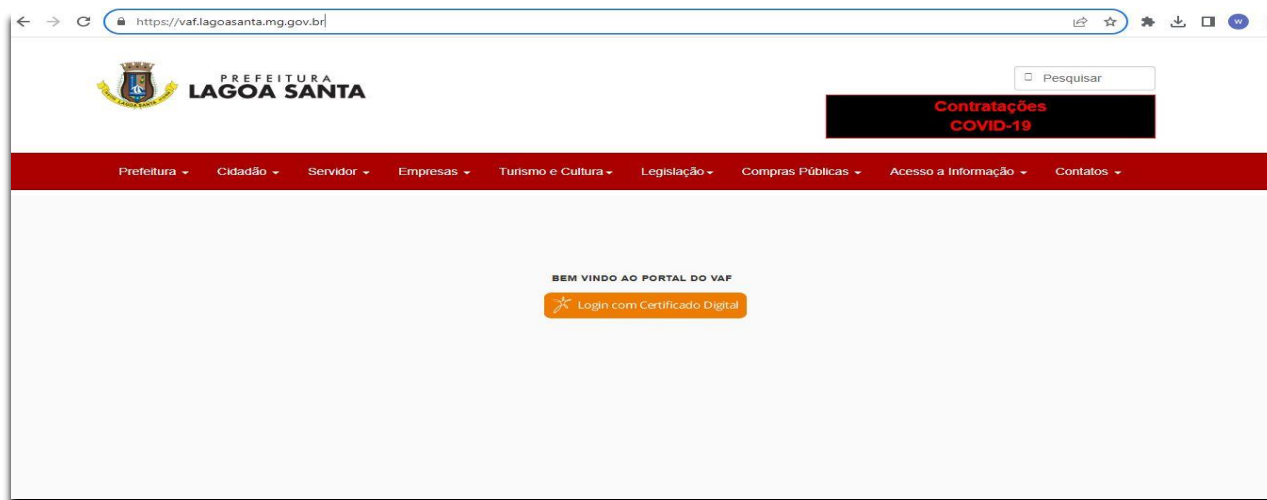 https://vaf.lagoasanta.mg.gov.br
W
PREFEITURA
LAGOA SANTA
Pesquisar
Contratações
COVID-19
Prefeitura Cidadão Servidor Empresas Turismo e Cultura Legislação Compras Públicas Acesso a Informação Contatos
BEM VINDO AO PORTAL DO VAF
Login com Certificado Digital